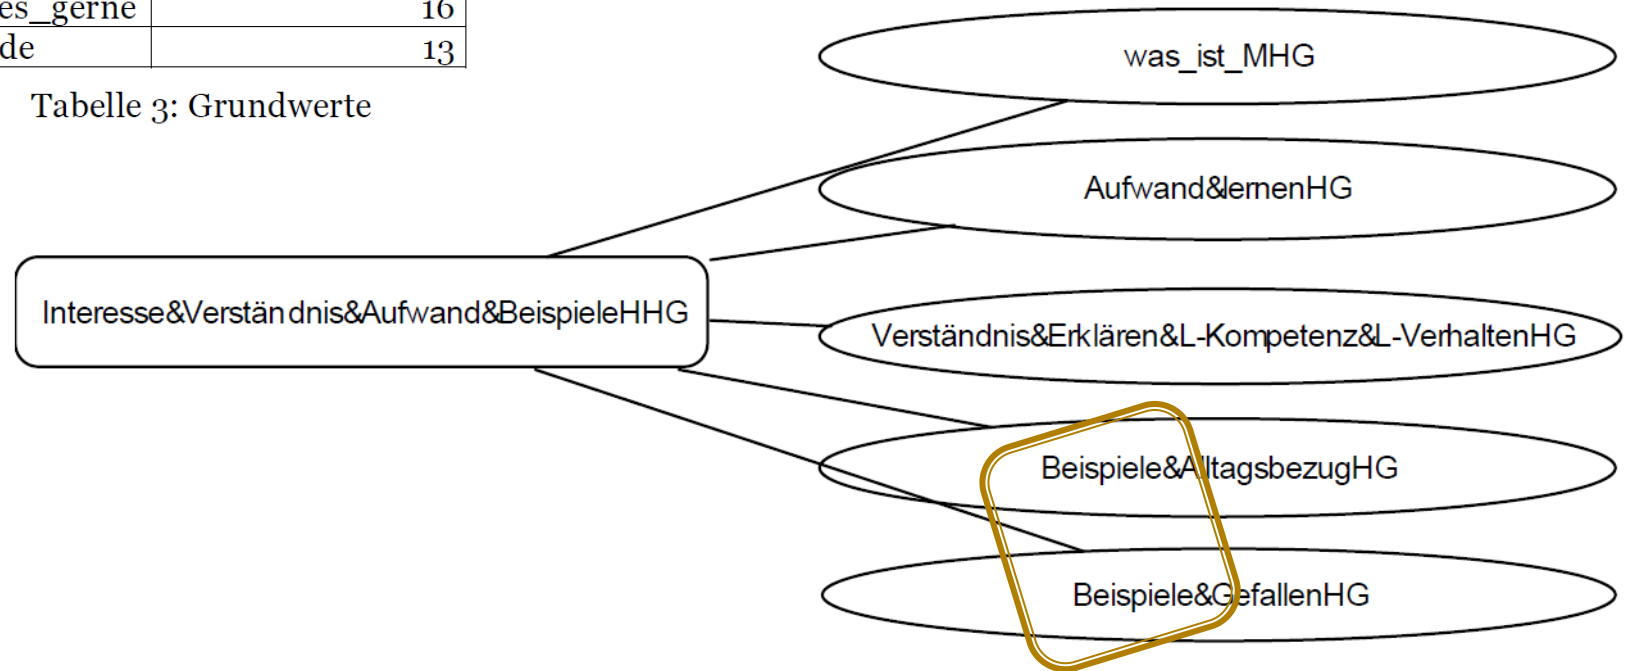 es_gerne 16
de 13
Tabelle 3: Grundwerte
was_ist_MHG
Aufwand&lernenHG
Interesse&Verständnis&Aufwand&BeispieleHHG
Verständnis&Erklären&L-Kompetenz&L-VerhaltenHG
Beispiele&AlltagsbezugHG
Beispiele&GefallenHG